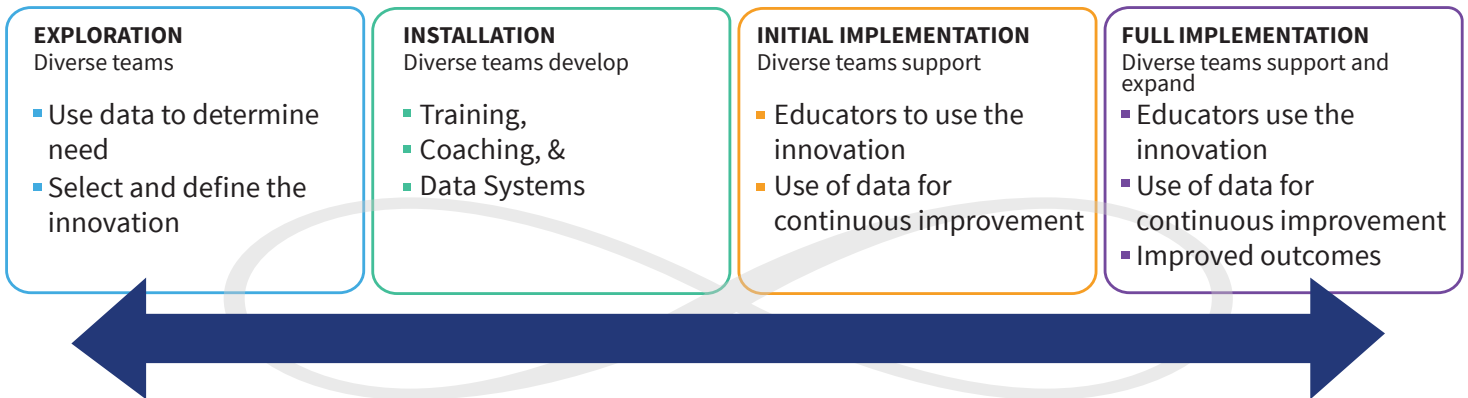 EXPLORATION
Diverse teams
Use data to determine
need
Select and define the
innovation
INSTALLATION
Diverse teams develop
Training,
Coaching, &
Data Systems
INITIAL IMPLEMENTATION
Diverse teams support
Educators to use the
innovation
Use of data for
continuous improvement
FULL IMPLEMENTATION
Diverse teams support and
expand
Educators use the
innovation
Use of data for
continuous improvement
Improved outcomes